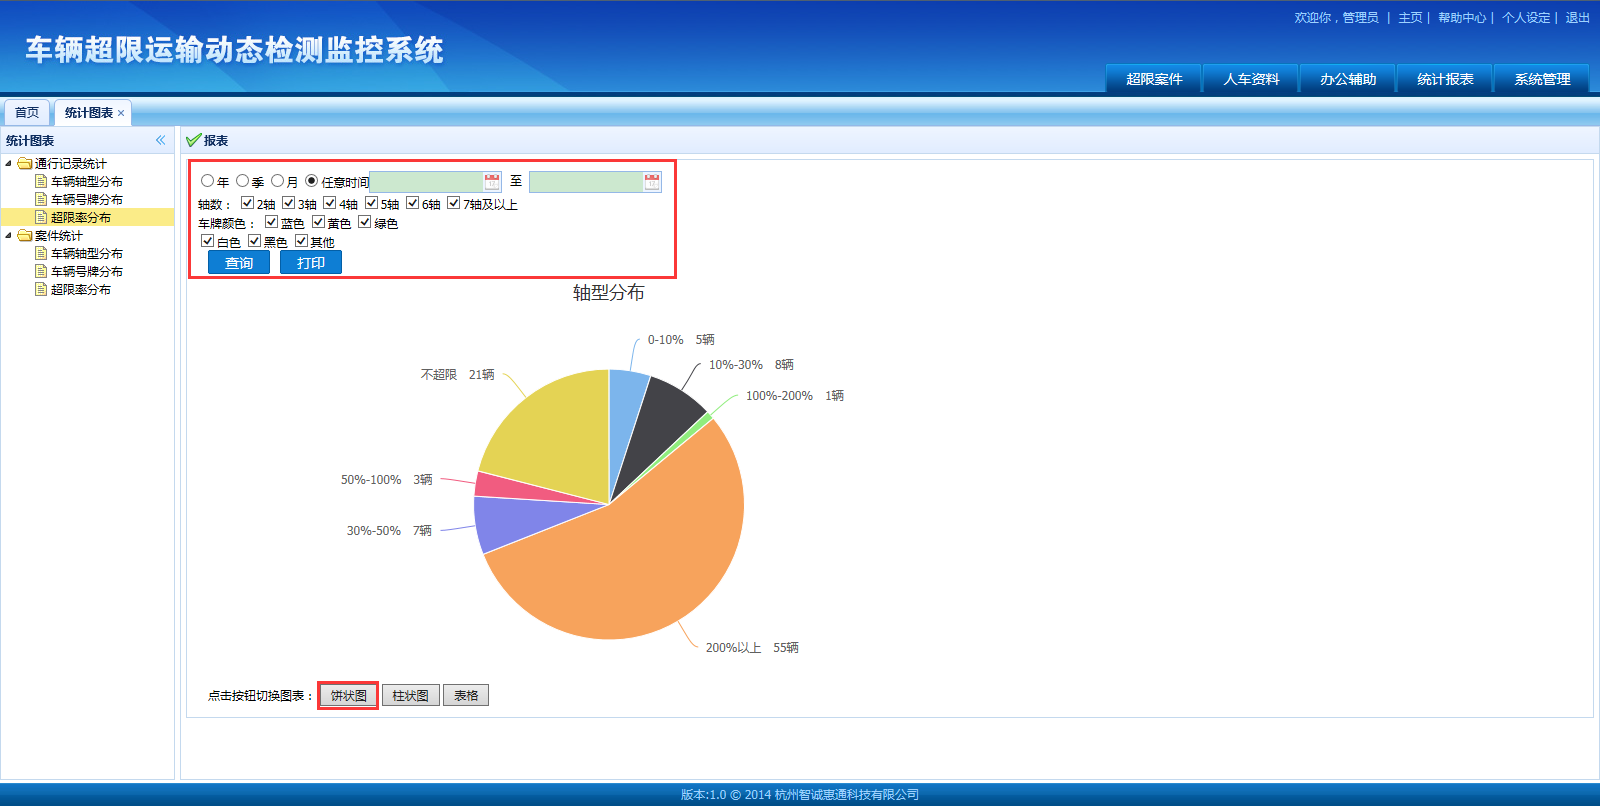 欢迎你，管理员 | 主页 | 帮助中心 | 个人设定 | 退出
车辆超限运输动态检测监控系统
超限案件 人车资料 办公辅助 统计报表 系统管理
首页 统计图表 ×
统计图表
通行记录统计
车辆轴型分布
车辆号牌分布
超限率分布
案件统计
车辆轴型分布
车辆号牌分布
超限率分布
报表
年 季 月 任意时间 至
轴数： 2轴 3轴 4轴 5轴 6轴 7轴及以上
车牌颜色： 蓝色 黄色 绿色
白色 黑色 其他
查询 打印
轴型分布
0-10% 5辆
10%-30% 8辆
不超限 21辆
100%-200% 1辆
50%-100% 3辆
30%-50% 7辆
200%以上 55辆
点击按钮切换图表： 饼状图 柱状图 表格
版本:1.0 © 2014 杭州智诚惠通科技有限公司